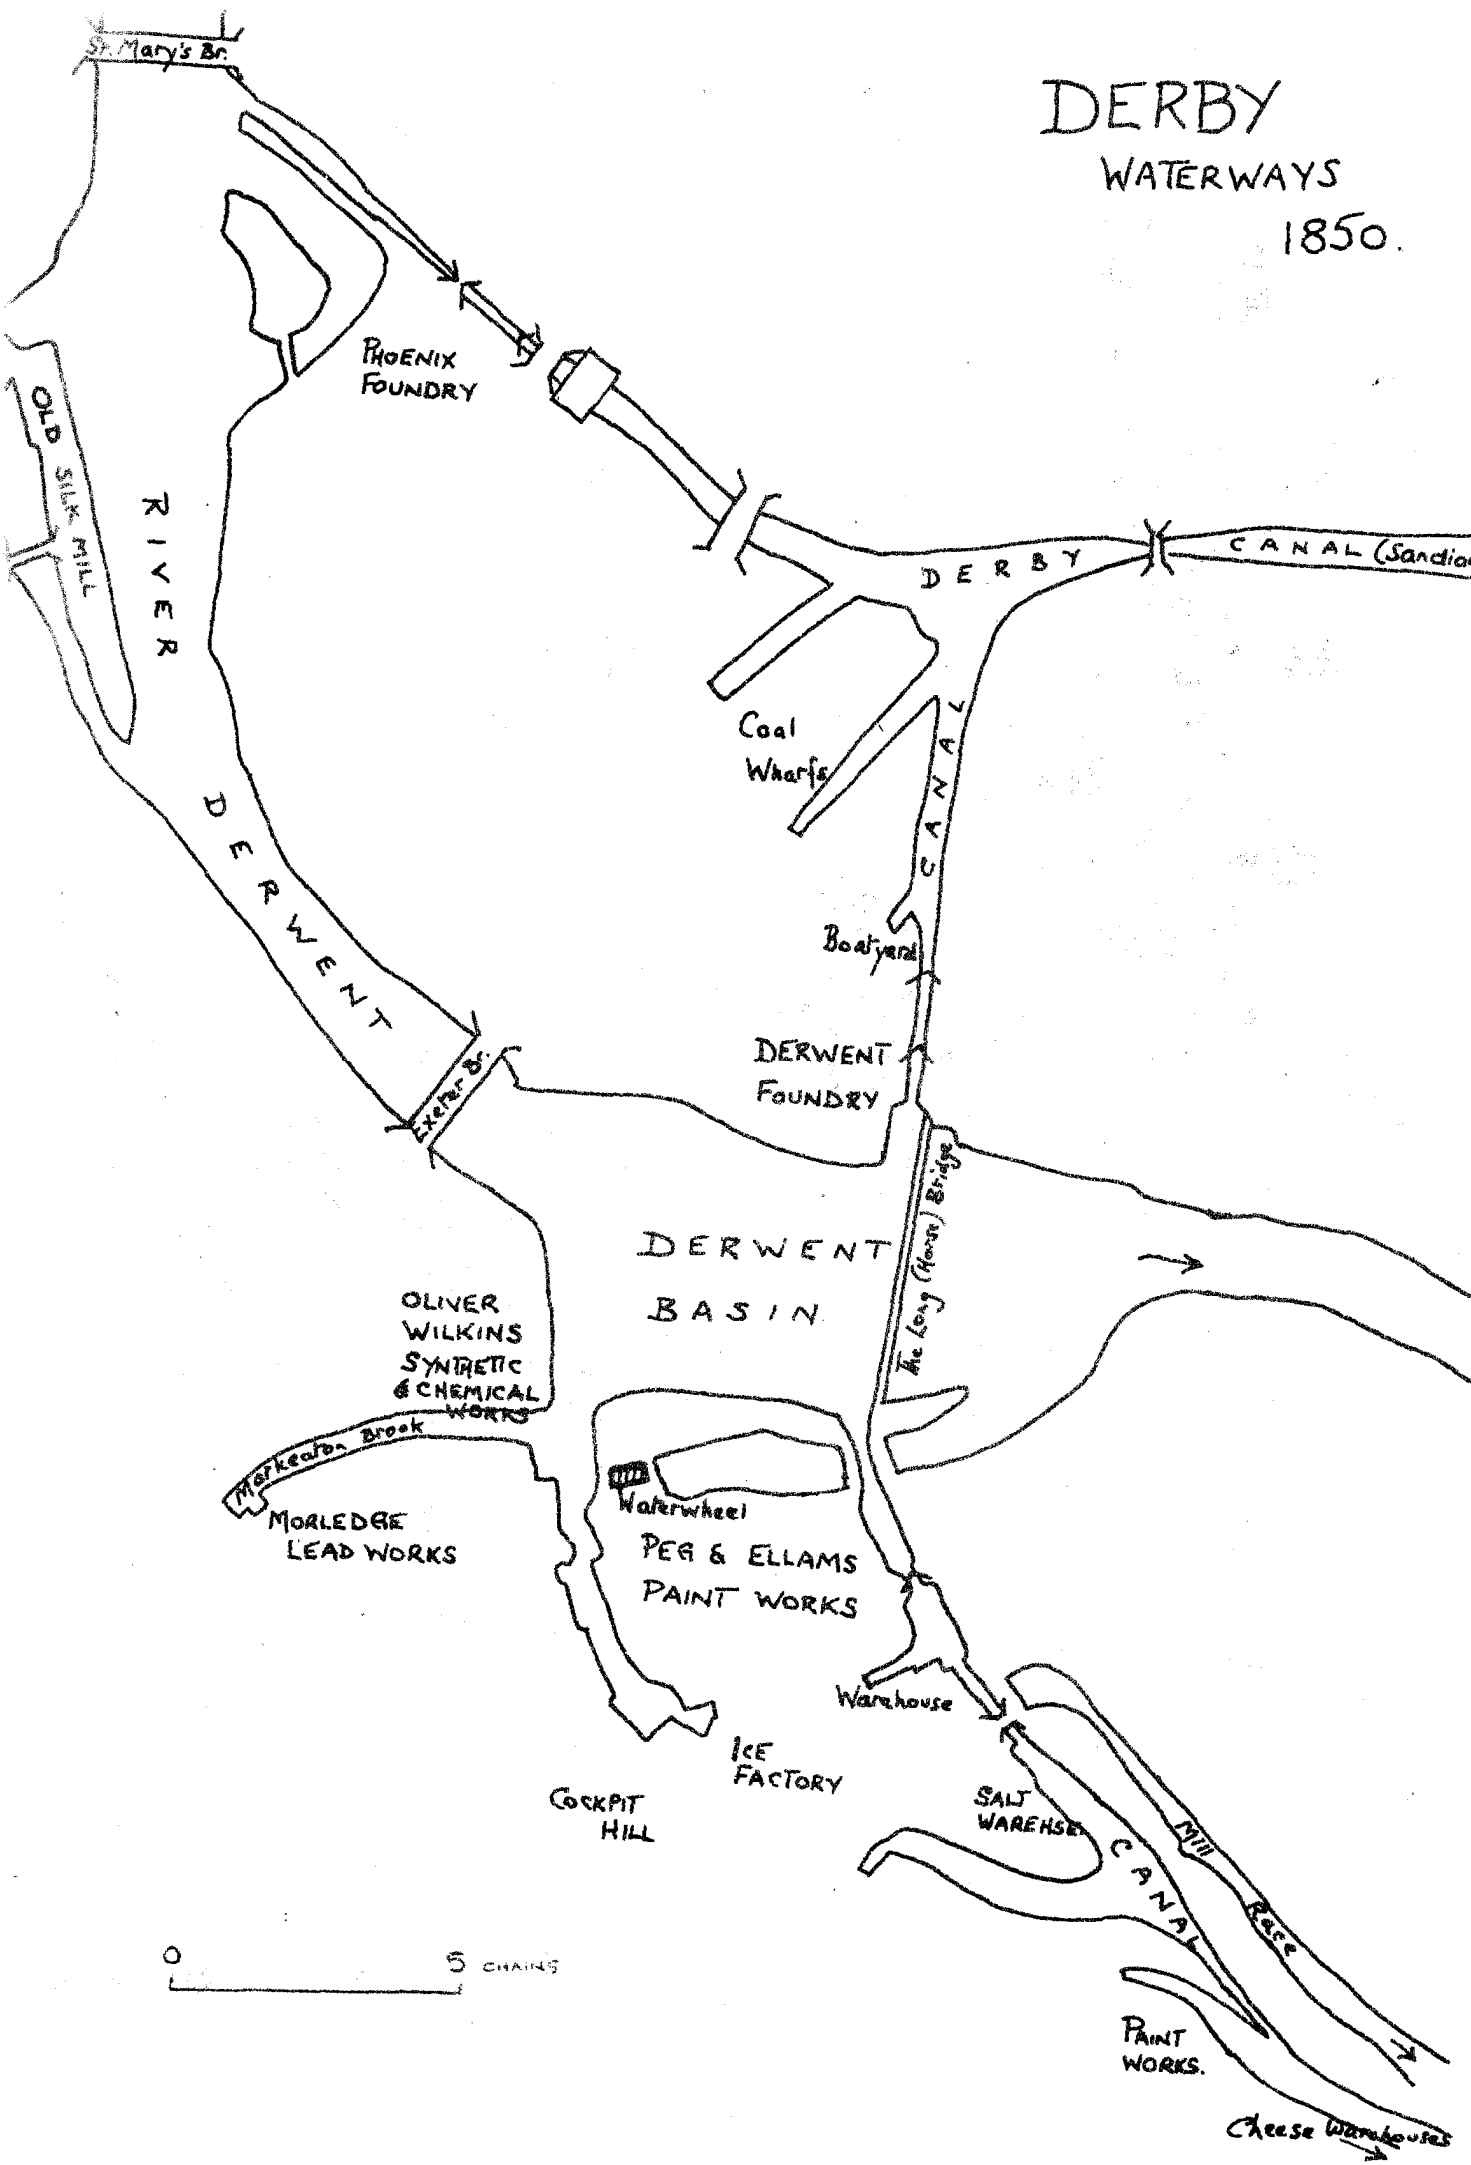 St. Mary's Br.
DERBY
WATERWAYS
1850.
PHOENIX
FOUNDRY
OLD SILK MILL
RIVER
DERWENT
DERBY
CANAL (Sandia
CANAL
Coal
Wharfs
Boatyard
DERWENT
FOUNDRY
Exeter Br.
The Long (Horse) Bridge
DERWENT
BASIN
OLIVER
WILKINS
SYNTHETIC
& CHEMICAL
WORKS
Markeaton Brook
MORLEDGE
LEAD WORKS
Waterwheel
PEG & ELLAMS
PAINT WORKS
Warehouse
ICE
FACTORY
COCKPIT
HILL
SALT
WAREHSE
CANAL
Mill Race
0 5 CHAINS
PAINT
WORKS.
Cheese Warehouses